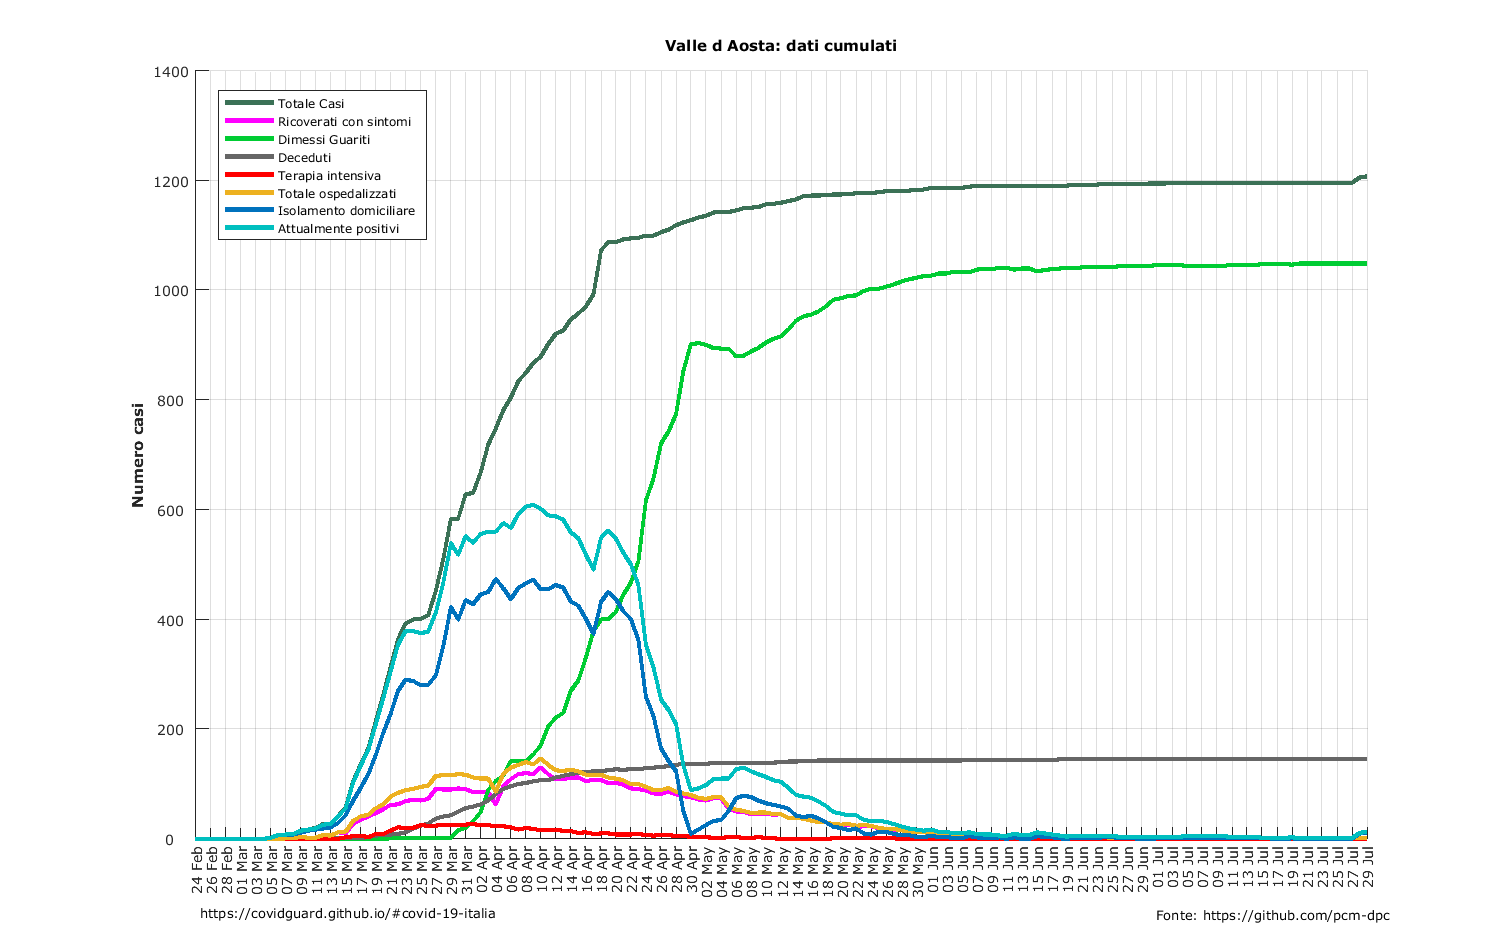 Valle d Aosta: dati cumulati
1400
1200
1000
800
600
400
200
0
Numero casi
Totale Casi
Ricoverati con sintomi
Dimessi Guariti
Deceduti
Terapia intensiva
Totale ospedalizzati
Isolamento domiciliare
Attualmente positivi
24 Feb
26 Feb
28 Feb
01 Mar
03 Mar
05 Mar
07 Mar
09 Mar
11 Mar
13 Mar
15 Mar
17 Mar
19 Mar
21 Mar
23 Mar
25 Mar
27 Mar
29 Mar
31 Mar
02 Apr
04 Apr
06 Apr
08 Apr
10 Apr
12 Apr
14 Apr
16 Apr
18 Apr
20 Apr
22 Apr
24 Apr
26 Apr
28 Apr
30 Apr
02 May
04 May
06 May
08 May
10 May
12 May
14 May
16 May
18 May
20 May
22 May
24 May
26 May
28 May
30 May
01 Jun
03 Jun
05 Jun
07 Jun
09 Jun
11 Jun
13 Jun
15 Jun
17 Jun
19 Jun
21 Jun
23 Jun
25 Jun
27 Jun
29 Jun
01 Jul
03 Jul
05 Jul
07 Jul
09 Jul
11 Jul
13 Jul
15 Jul
17 Jul
19 Jul
21 Jul
23 Jul
25 Jul
27 Jul
29 Jul
https://covidguard.github.io/#covid-19-italia
Fonte: https://github.com/pcm-dpc